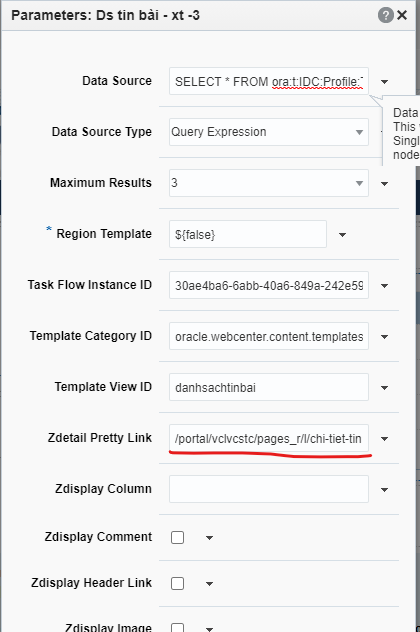 Parameters: Ds tin bài - xt -3
Data Source
SELECT * FROM ora:t:IDC:Profile:
Data
This
Singl
node
Data Source Type
Query Expression
Maximum Results
3
* Region Template
${false}
Task Flow Instance ID
30ae4ba6-6abb-40a6-849a-242e59
Template Category ID
oracle.webcenter.content.templates
Template View ID
danhsachtinbai
Zdetail Pretty Link
/portal/vclvcstc/pages_r/l/chi-tiet-tin
Zdisplay Column
Zdisplay Comment
Zdisplay Header Link
Zdisplay Image